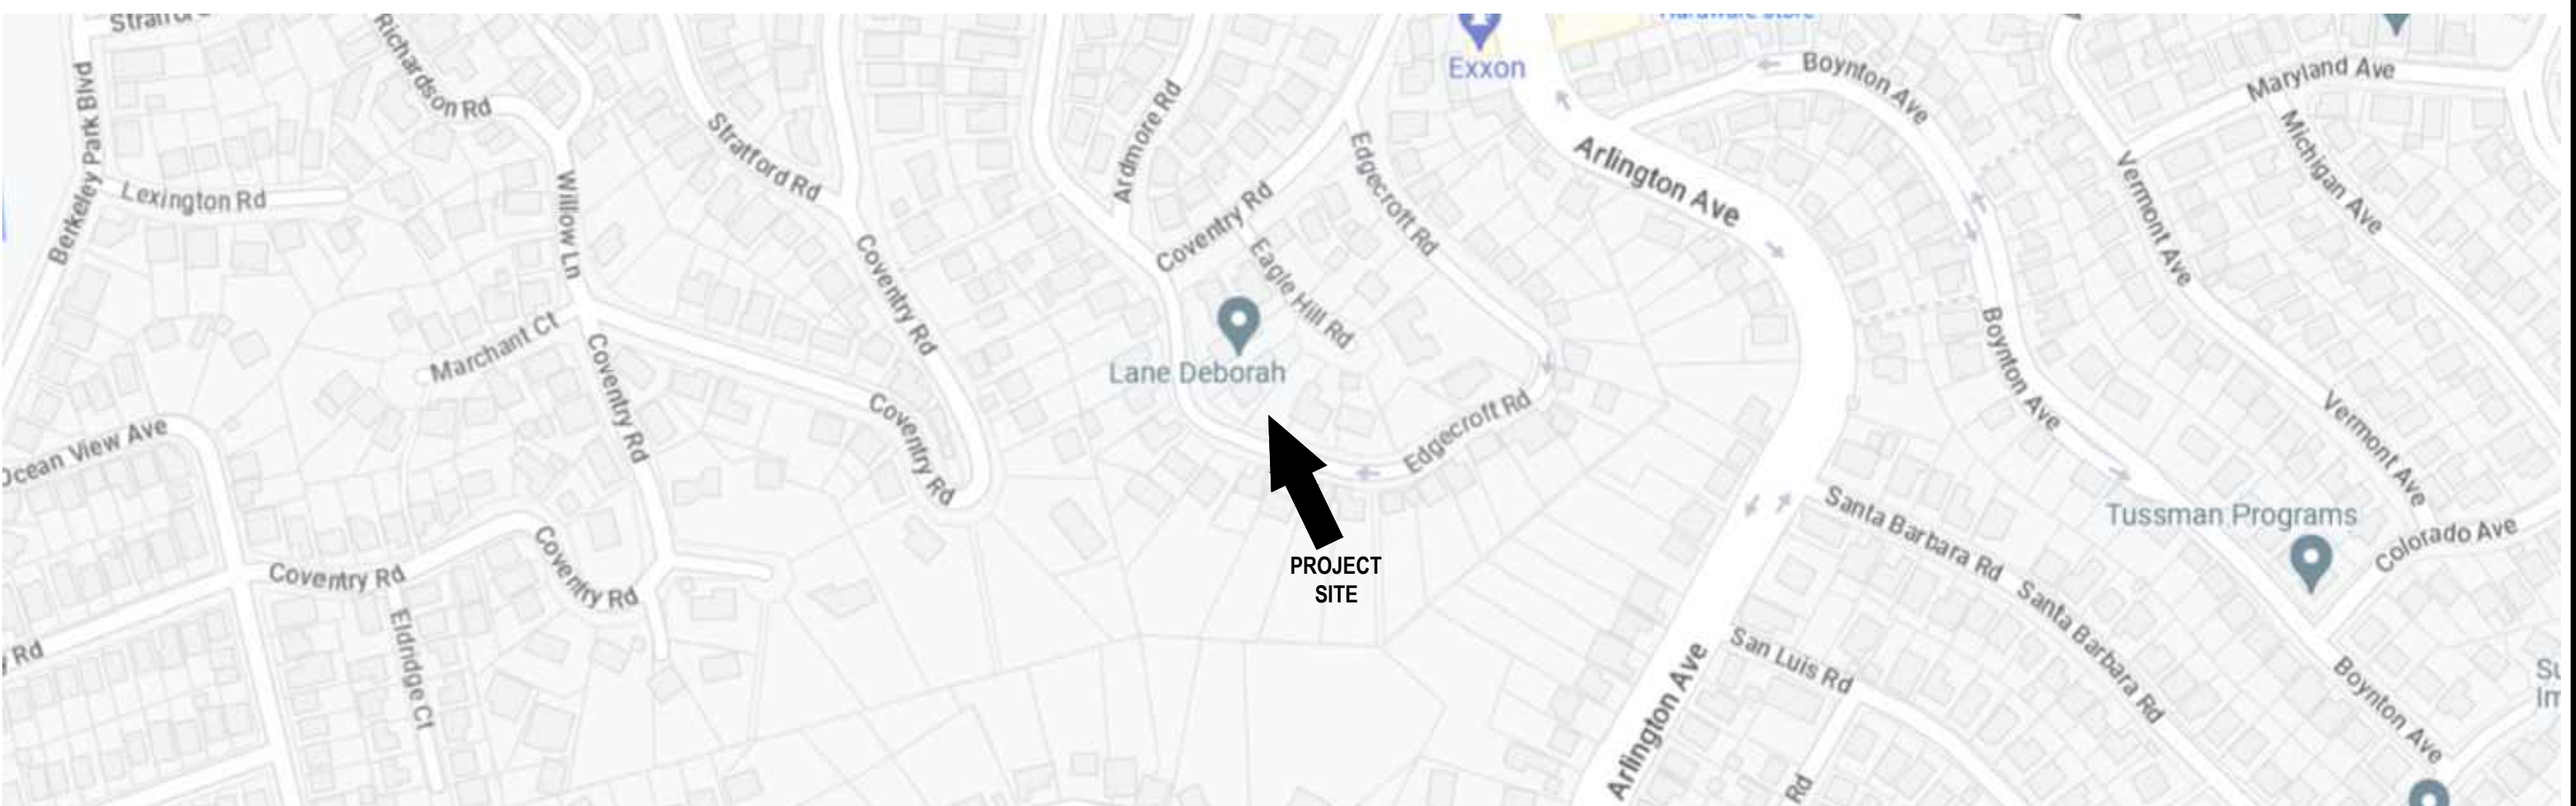 Richardson Rd
Berkeley Park Blvd
Lexington Rd
Willow Ln
Stratford Rd
Ardmore Rd
Coventry Rd
Edgecroft Rd
Exxon
Arlington Ave
Boynton Ave
Maryland Ave
Michigan Ave
Vermont Ave
Coventry Rd
Eagle Hill Rd
Marchant Ct
Coventry Rd
Lane Deborah
Coventry Rd
Edgecroft Rd
Boynton Ave
Vermont Ave
Ocean View Ave
Santa Barbara Rd
Tussman Programs
Colorado Ave
PROJECT
SITE
Coventry Rd
Coventry Rd
Eldridge Ct
Rd
Santa Barbara Rd
San Luis Rd
Arlington Ave
Boynton Ave
Rd